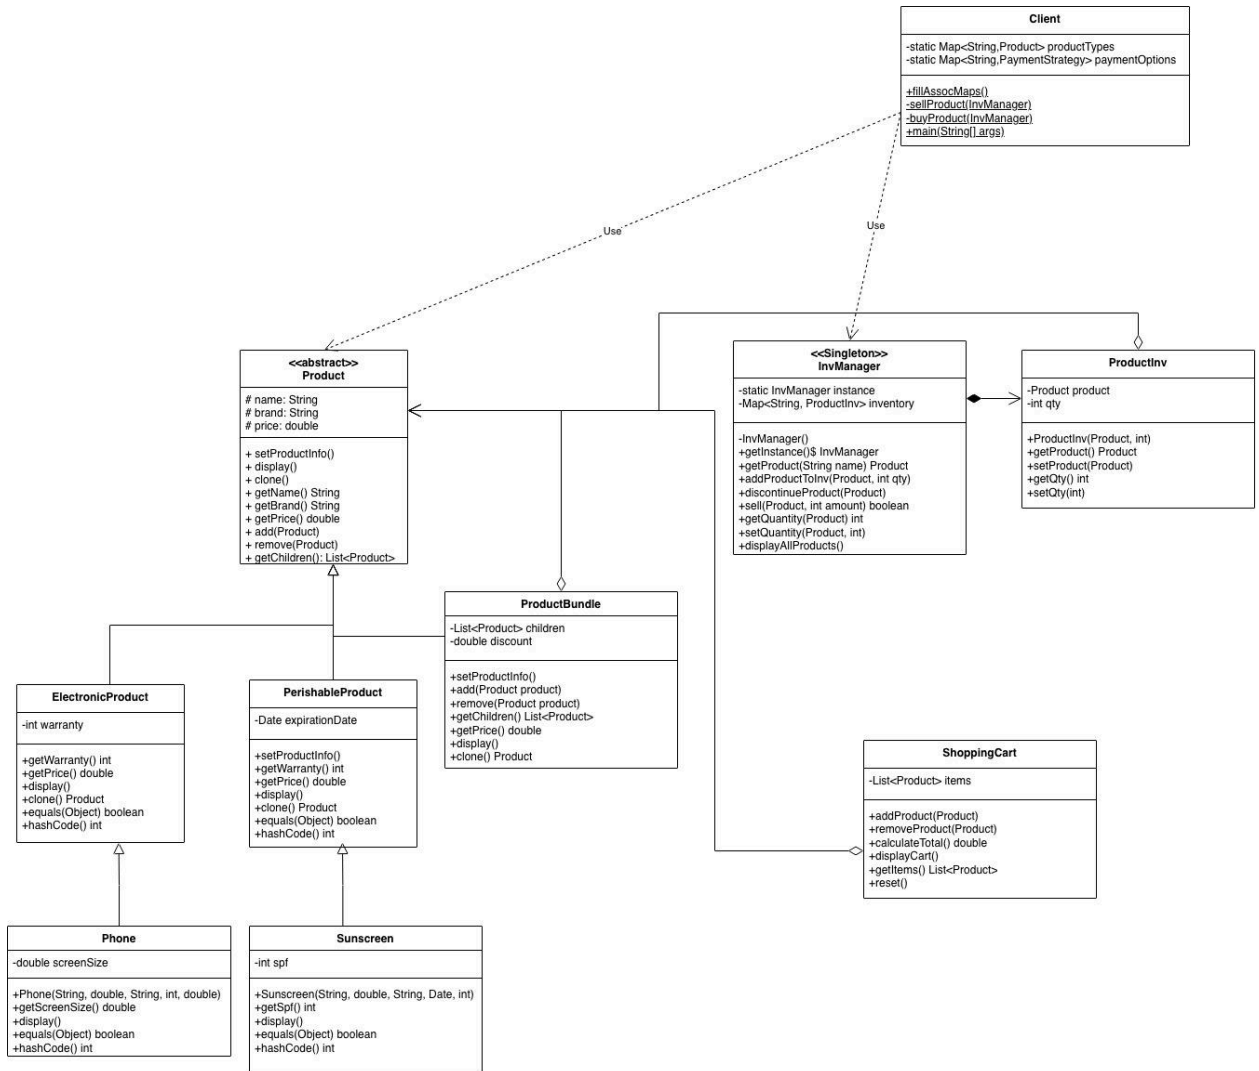 Client
-static Map<String,Product> productTypes
-static Map<String,PaymentStrategy> paymentOptions
+fillAssocMaps()
-sellProduct(InvManager)
-buyProduct(InvManager)
+main(String[] args)
Use
Use
<<abstract>>
Product
# name: String
# brand: String
# price: double
+ setProductInfo()
+ display()
+ clone()
+ getName() String
+ getBrand() String
+ getPrice() double
+ add(Product)
+ remove(Product)
+ getChildren(): List<Product>
<<Singleton>>
InvManager
-static InvManager instance
-Map<String, ProductInv> inventory
-InvManager()
+getInstance()$ InvManager
+getProduct(String name) Product
+addProductToInv(Product, int qty)
+discontinueProduct(Product)
+sell(Product, int amount) boolean
+getQuantity(Product) int
+setQuantity(Product, int)
+displayAllProducts()
ProductInv
-Product product
-int qty
+ProductInv(Product, int)
+getProduct() Product
+setProduct(Product)
+getQty() int
+setQty(int)
ProductBundle
-List<Product> children
-double discount
+setProductInfo()
+add(Product product)
+remove(Product product)
+getChildren() List<Product>
+getPrice() double
+display()
+clone() Product
ElectronicProduct
-int warranty
+getWarranty() int
+getPrice() double
+display()
+clone() Product
+equals(Object) boolean
+hashCode() int
PerishableProduct
-Date expirationDate
+setProductInfo()
+getWarranty() int
+getPrice() double
+display()
+clone() Product
+equals(Object) boolean
+hashCode() int
ShoppingCart
-List<Product> items
+addProduct(Product)
+removeProduct(Product)
+calculateTotal() double
+displayCart()
+getItems() List<Product>
+reset()
Phone
-double screenSize
+Phone(String, double, String, int, double)
+getScreenSize() double
+display()
+equals(Object) boolean
+hashCode() int
Sunscreen
-int spf
+Sunscreen(String, double, String, Date, int)
+getSpf() int
+display()
+equals(Object) boolean
+hashCode() int